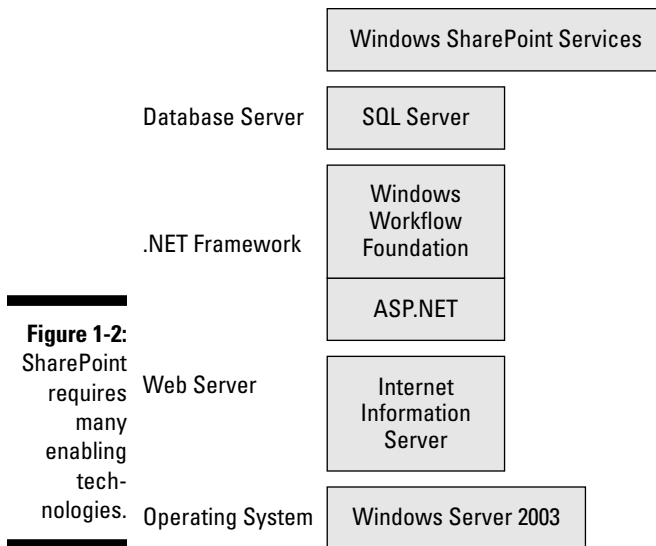 Windows SharePoint Services
Database Server
SQL Server
.NET Framework
Windows
Workflow
Foundation
ASP.NET
Web Server
Internet
Information
Server
Operating System
Windows Server 2003
Figure 1-2:
SharePoint
requires
many
enabling
tech-
nologies.